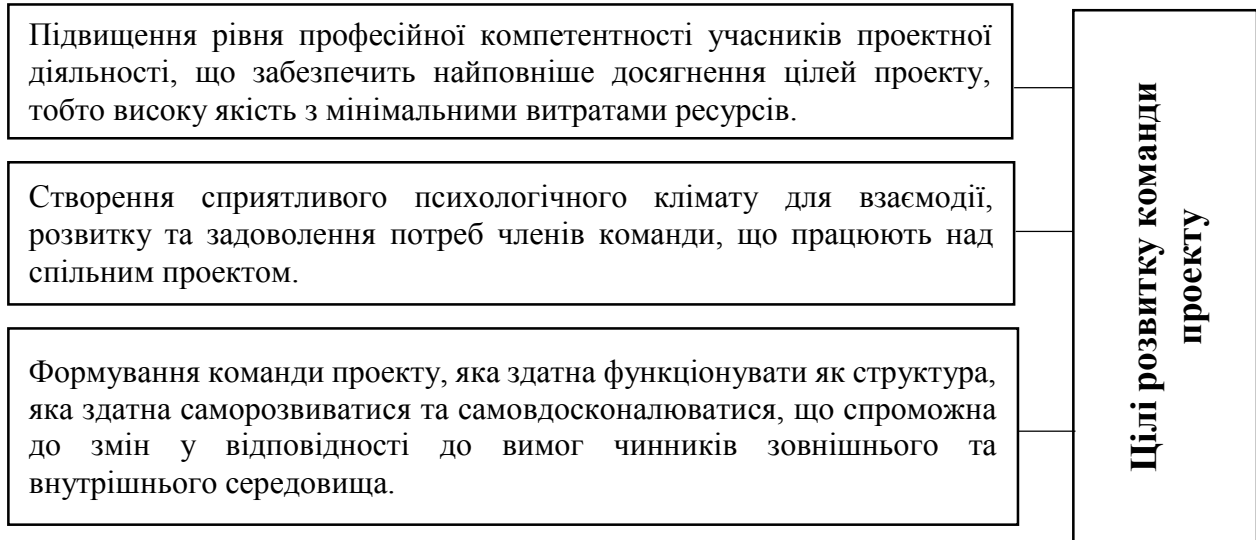 Підвищення рівня професійної компетентності учасників проектної
діяльності, що забезпечить найповніше досягнення цілей проекту,
тобто високу якість з мінімальними витратами ресурсів.
Створення сприятливого психологічного клімату для взаємодії,
розвитку та задоволення потреб членів команди, що працюють над
спільним проектом.
Формування команди проекту, яка здатна функціонувати як структура,
яка здатна саморозвиватися та самовдосконалюватися, що спроможна
до змін у відповідності до вимог чинників зовнішнього та
внутрішнього середовища.
Цілі розвитку команди
проекту